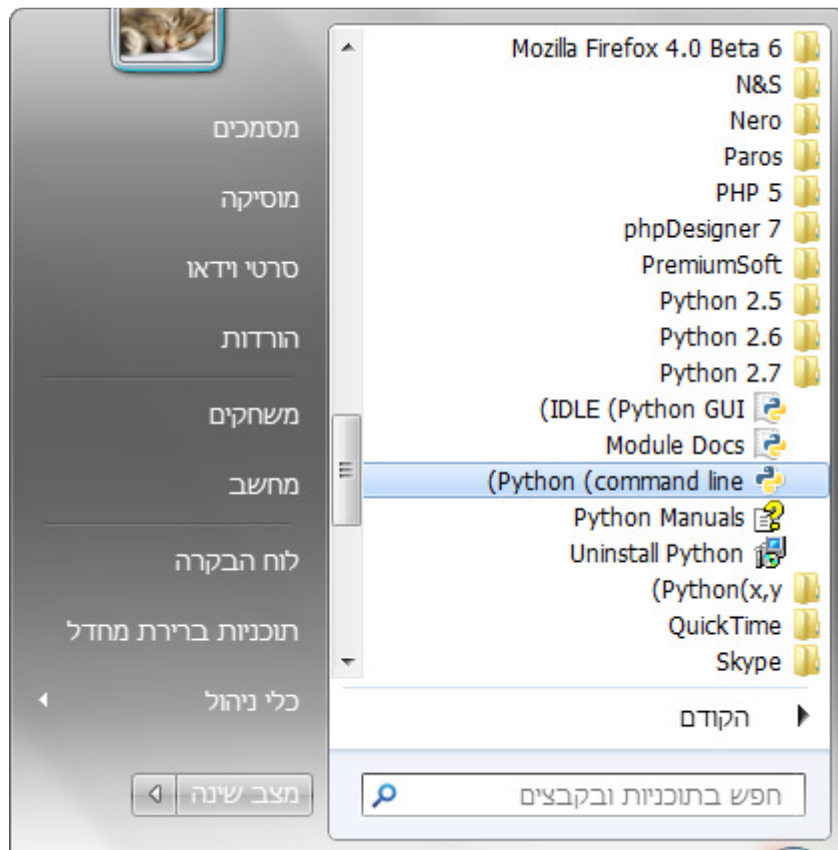 Mozilla Firefox 4.0 Beta 6
N&S
Nero
Paros
PHP 5
phpDesigner 7
PremiumSoft
Python 2.5
Python 2.6
Python 2.7
(IDLE (Python GUI
Module Docs
(Python (command line
Python Manuals
Uninstall Python
(Python(x,y
QuickTime
Skype
הקודם
חפש בתוכניות ובקבצים
מסמכים
מוסיקה
סרטי וידאו
הורדות
משחקים
מחשב
לוח הבקרה
תוכניות ברירת מחדל
כלי ניהול
מצב שינה